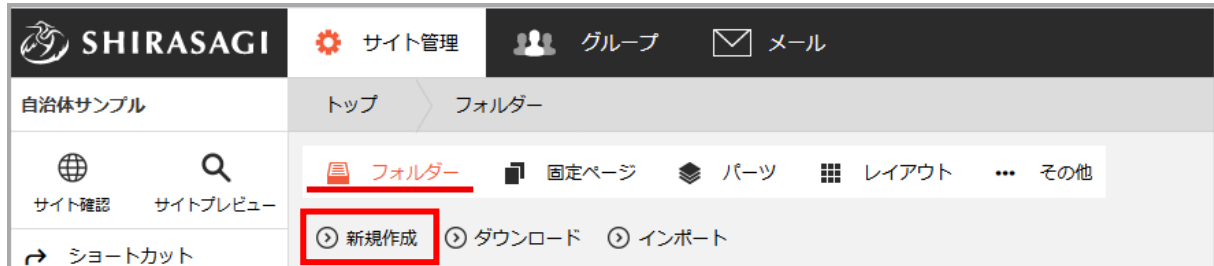 SHIRASAGI サイト管理 グループ メール
自治体サンプル トップ フォルダー
フォルダー 固定ページ パーツ レイアウト ••• その他
サイト確認 サイトプレビュー
新規作成 ダウンロード インポート
ショートカット